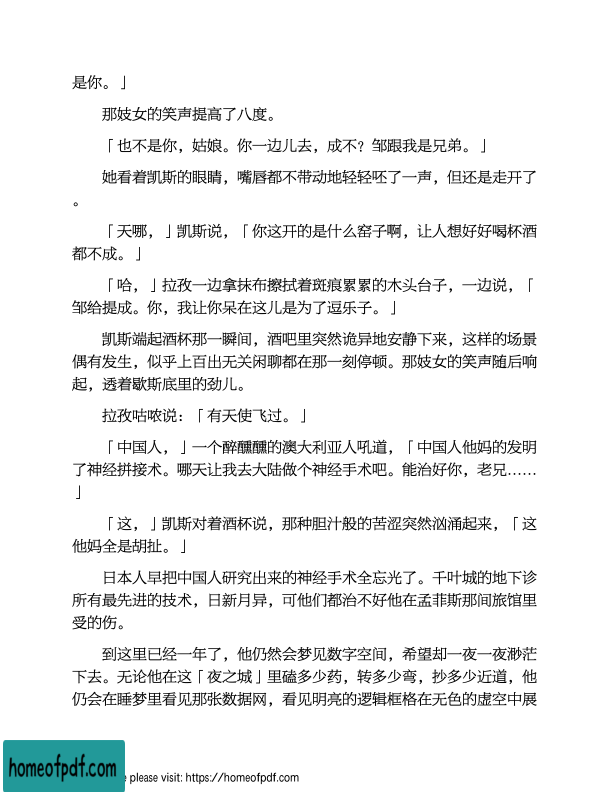 是你。」
那妓女的笑声提高了八度。
「也不是你，姑娘。你一边儿去，成不？邹跟我是兄弟。」
她看着凯斯的眼睛，嘴唇都不带动地轻轻呸了一声，但还是走开了
。
「天哪，」凯斯说，「你这开的是什么窑子啊，让人想好好喝杯酒
都不成。」
「哈，」拉孜一边拿抹布擦拭着斑痕累累的木头台子，一边说，「
邹给提成。你，我让你呆在这儿是为了逗乐子。」
凯斯端起酒杯那一瞬间，酒吧里突然诡异地安静下来，这样的场景
偶有发生，似乎上百出无关闲聊都在那一刻停顿。那妓女的笑声随后响
起，透着歇斯底里的劲儿。
拉孜咕哝说：「有天使飞过。」
「中国人，」一个醉醺醺的澳大利亚人吼道，「中国人他妈的发明
了神经拼接术。哪天让我去大陆做个神经手术吧。能治好你，老兄……
」
「这，」凯斯对着酒杯说，那种胆汁般的苦涩突然汹涌起来，「这
他妈全是胡扯。」
日本人早把中国人研究出来的神经手术全忘光了。千叶城的地下诊
所有最先进的技术，日新月异，可他们都治不好他在孟菲斯那间旅馆里
受的伤。
到这里已经一年了，他仍然会梦见数字空间，希望却一夜一夜渺茫
下去。无论他在这「夜之城」里磕多少药，转多少弯，抄多少近道，他
仍会在睡梦里看见那张数据网，看见明亮的逻辑框格在无色的虚空中展
homeofpdf.com
e please visit: https://homeofpdf.com